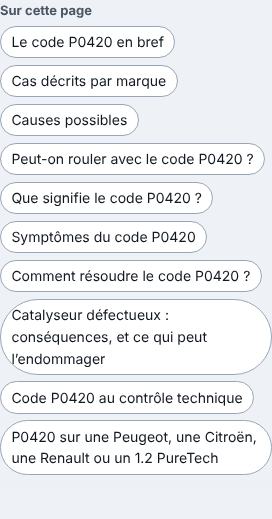 Sur cette page
Le code P0420 en bref
Cas décrits par marque
Causes possibles
Peut-on rouler avec le code P0420 ?
Que signifie le code P0420 ?
Symptômes du code P0420
Comment résoudre le code P0420 ?
Catalyseur défectueux :
conséquences, et ce qui peut
l’endommager
Code P0420 au contrôle technique
P0420 sur une Peugeot, une Citroën,
une Renault ou un 1.2 PureTech